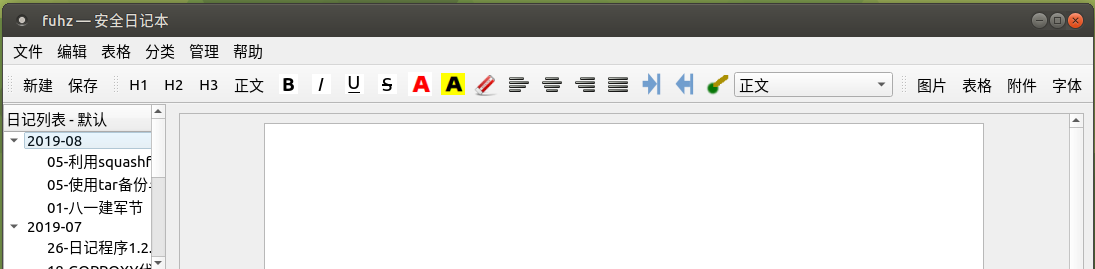 fuhz — 安全日记本
文件 编辑 表格 分类 管理 帮助
新建 保存 H1 H2 H3 正文 B I U S A A 正文 图片 表格 附件 字体
日记列表 - 默认
2019-08
05-利用squashf
05-使用tar备份
01-八一建军节
2019-07
26-日记程序1.2.